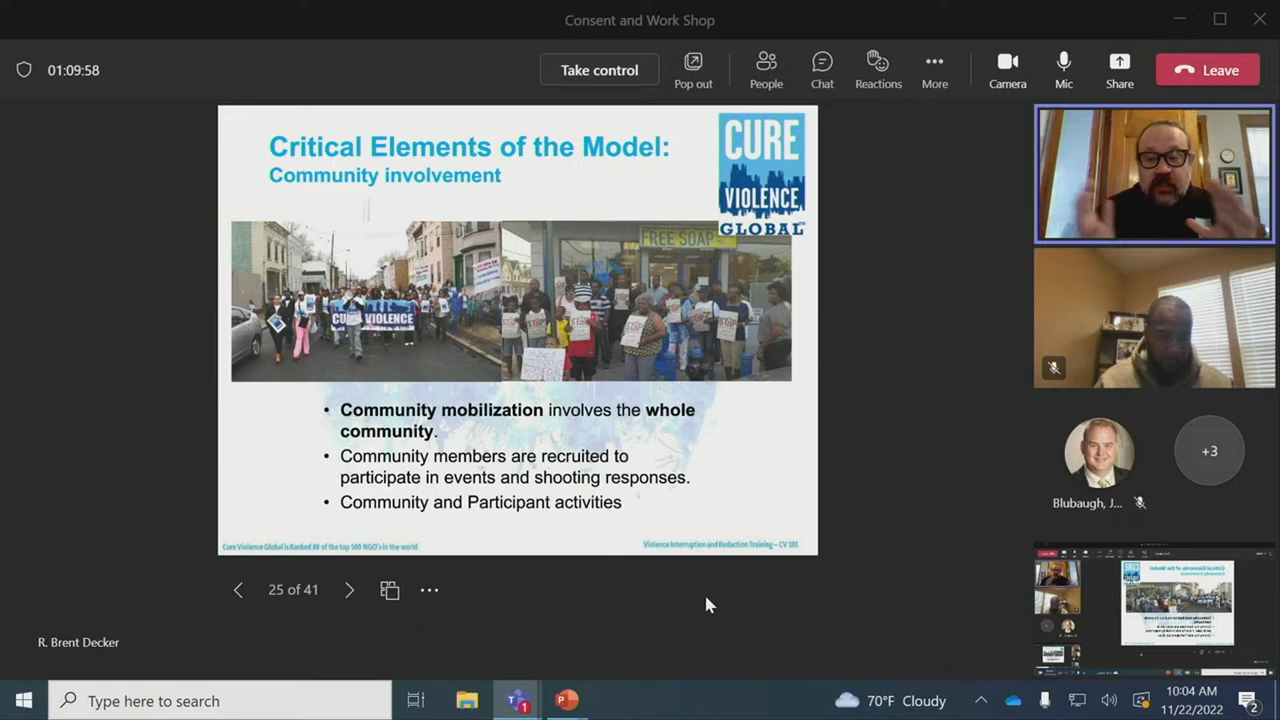 Consent and Work Shop
01:09:58
Take control
Pop out
People
Chat
Reactions
More
Camera
Mic
Share
Leave
Critical Elements of the Model:
Community involvement
CURE
VIOLENCE
GLOBAL
FREE SOAP
CURE VIOLENCE
STOP
• Community mobilization involves the whole
community.
• Community members are recruited to
participate in events and shooting responses.
• Community and Participant activities
Cure Violence Global is Ranked #9 of the top 500 NGO's in the world
Violence Interruption and Reduction Training – CV 101
25 of 41
R. Brent Decker
+3
Blubaugh, J...
Type here to search
1
70°F Cloudy
10:04 AM
11/22/2022
2